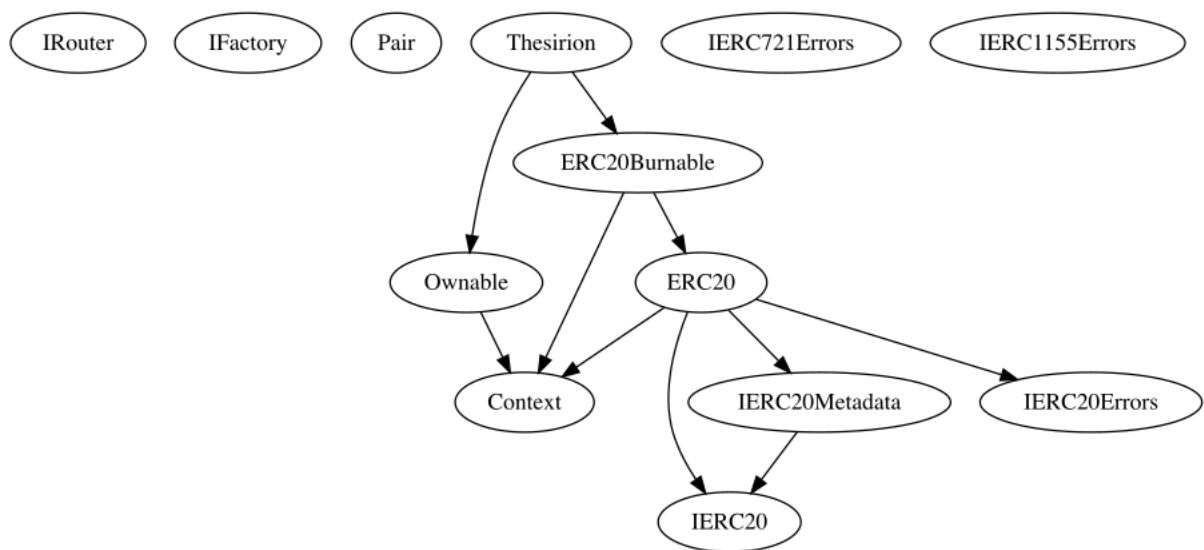 IRouter
IFactory
Pair
Thesirion
IERC721Errors
IERC1155Errors
ERC20Burnable
Ownable
ERC20
Context
IERC20Metadata
IERC20Errors
IERC20